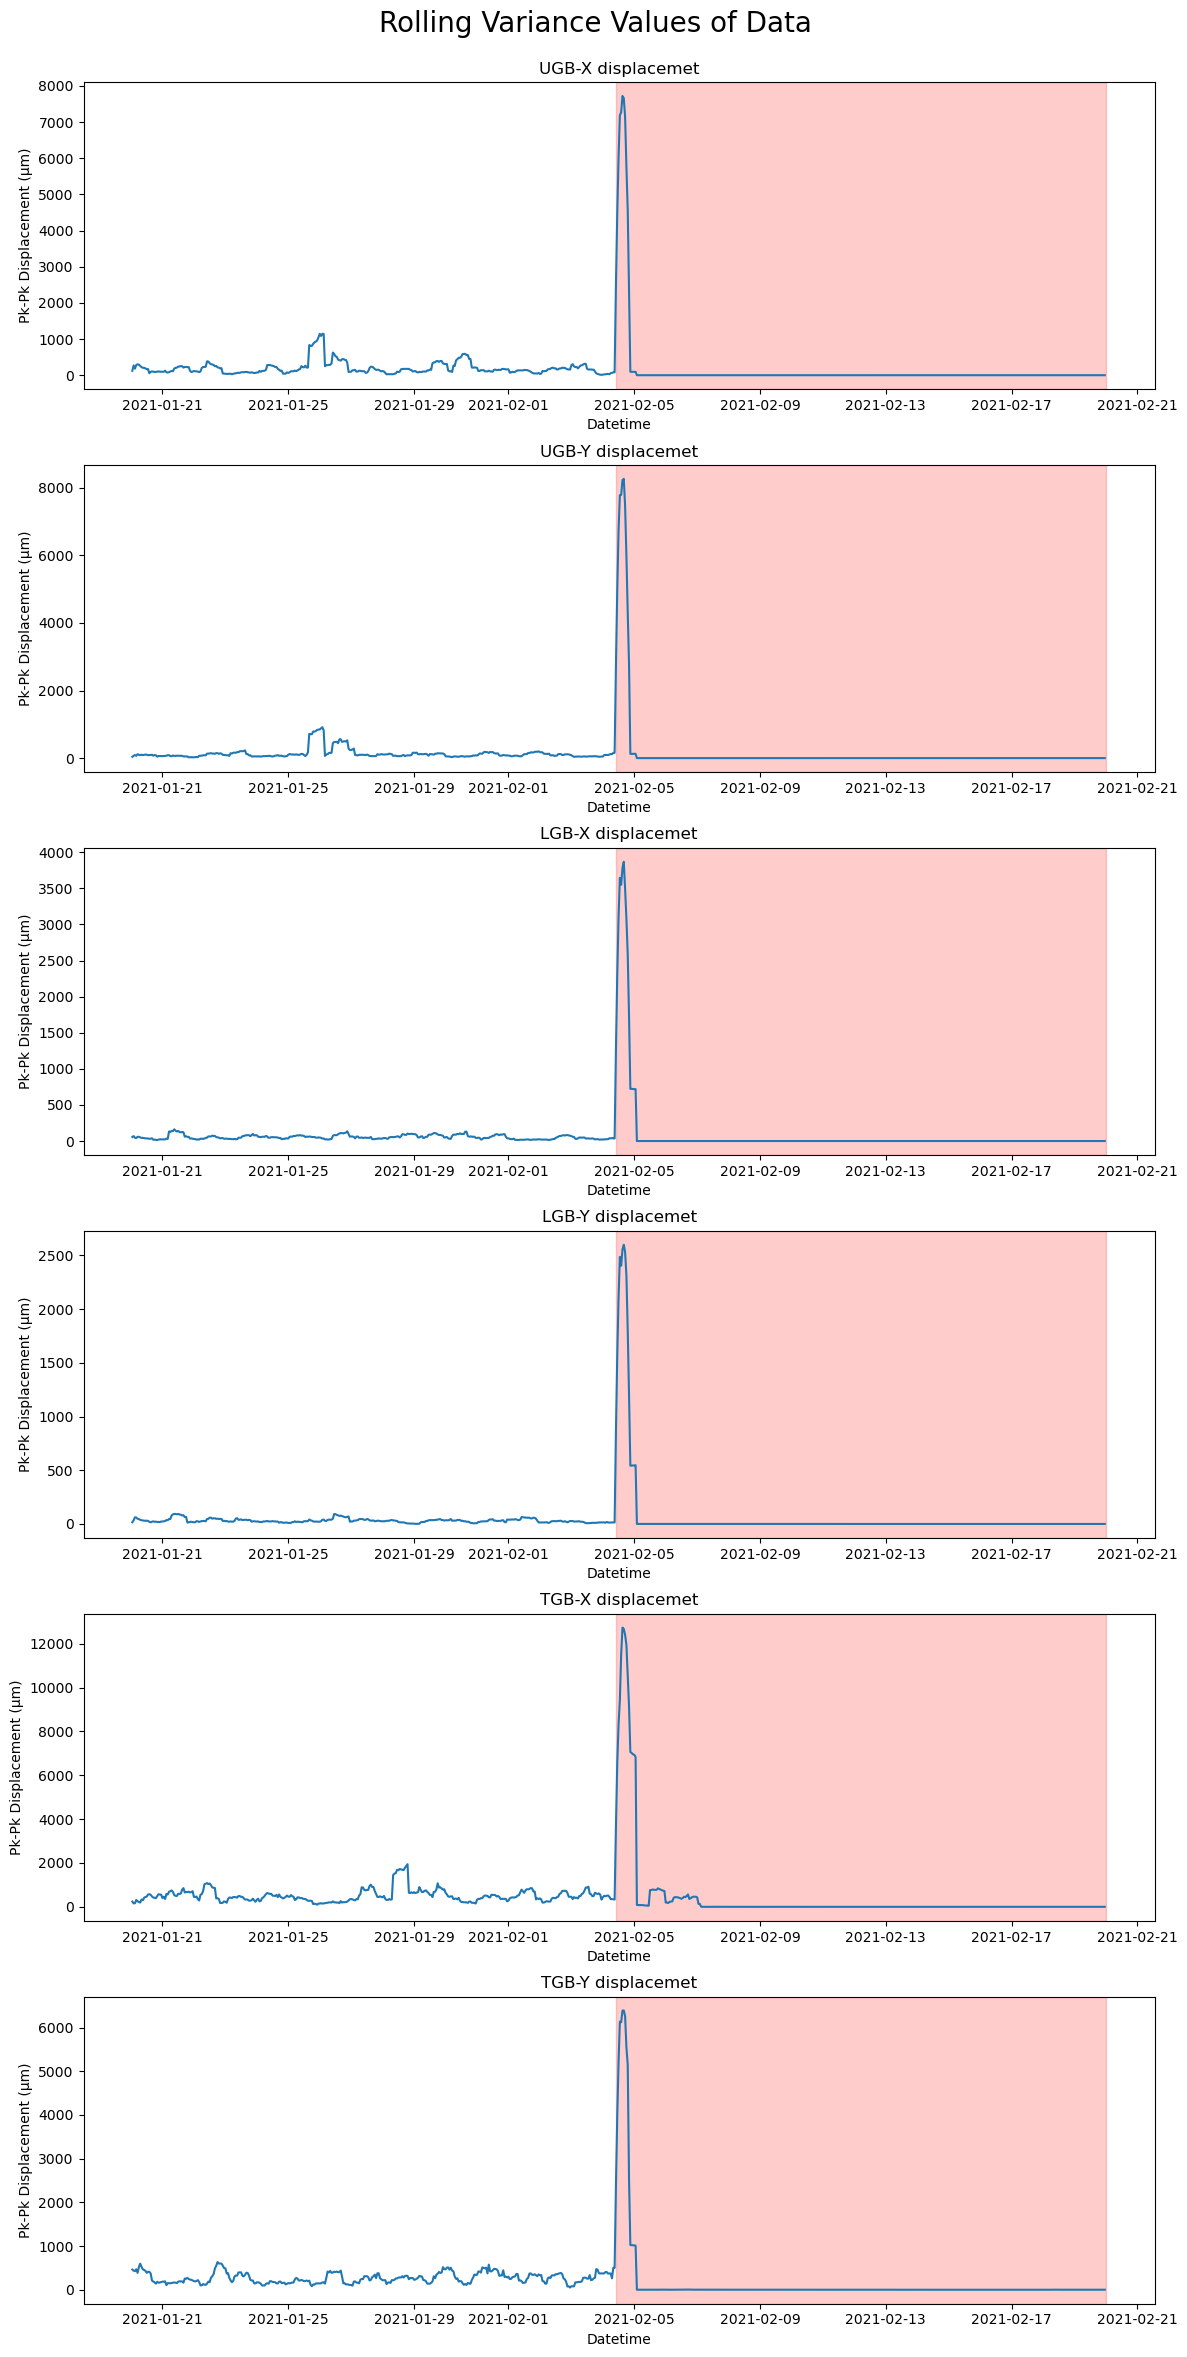 Rolling Variance Values of Data
UGB-X displacemet
Pk-Pk Displacement (µm)
8000
7000
6000
5000
4000
3000
2000
1000
0
2021-01-21 2021-01-25 2021-01-29 2021-02-01 2021-02-05 2021-02-09 2021-02-13 2021-02-17 2021-02-21
Datetime
UGB-Y displacemet
Pk-Pk Displacement (µm)
8000
6000
4000
2000
0
2021-01-21 2021-01-25 2021-01-29 2021-02-01 2021-02-05 2021-02-09 2021-02-13 2021-02-17 2021-02-21
Datetime
LGB-X displacemet
Pk-Pk Displacement (µm)
4000
3500
3000
2500
2000
1500
1000
500
0
2021-01-21 2021-01-25 2021-01-29 2021-02-01 2021-02-05 2021-02-09 2021-02-13 2021-02-17 2021-02-21
Datetime
LGB-Y displacemet
Pk-Pk Displacement (µm)
2500
2000
1500
1000
500
0
2021-01-21 2021-01-25 2021-01-29 2021-02-01 2021-02-05 2021-02-09 2021-02-13 2021-02-17 2021-02-21
Datetime
TGB-X displacemet
Pk-Pk Displacement (µm)
12000
10000
8000
6000
4000
2000
0
2021-01-21 2021-01-25 2021-01-29 2021-02-01 2021-02-05 2021-02-09 2021-02-13 2021-02-17 2021-02-21
Datetime
TGB-Y displacemet
Pk-Pk Displacement (µm)
6000
5000
4000
3000
2000
1000
0
2021-01-21 2021-01-25 2021-01-29 2021-02-01 2021-02-05 2021-02-09 2021-02-13 2021-02-17 2021-02-21
Datetime